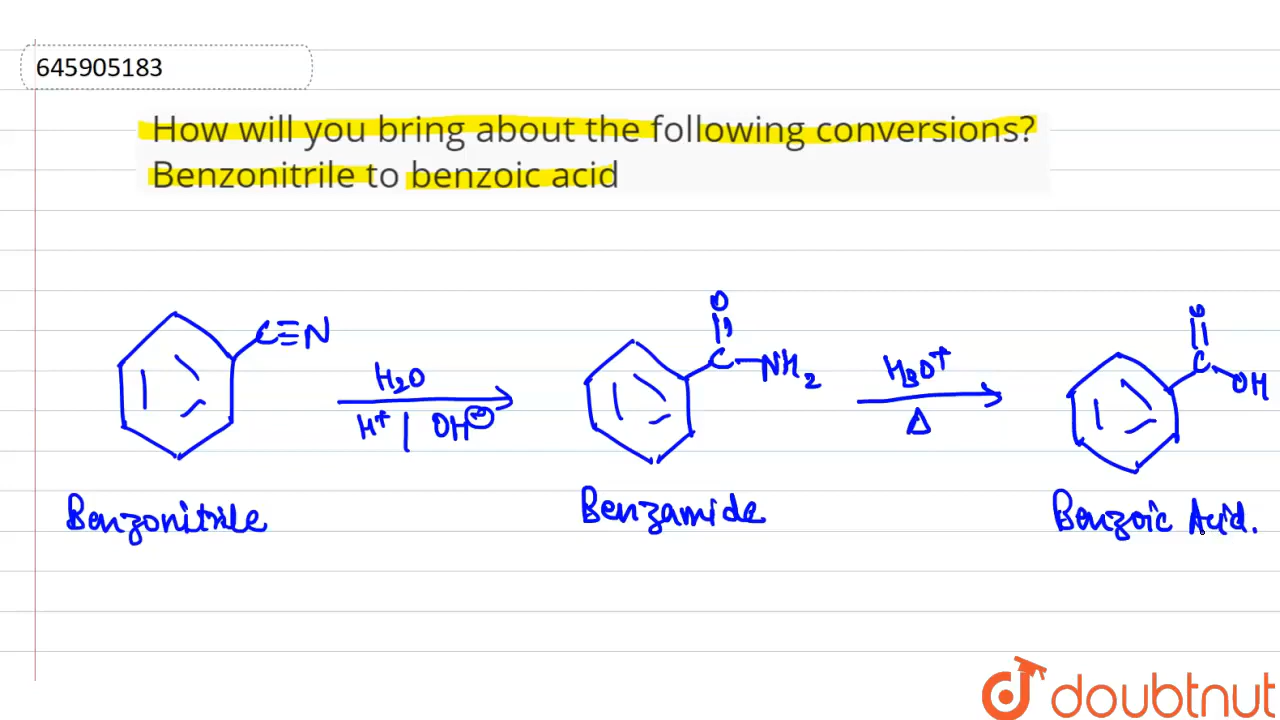 645905183
How will you bring about the following conversions?
Benzonitrile to benzoic acid
C≡N
H2O
H+ | OH⊖
Benzonitrile
O
C-NH2
Benzamide
H3O+
Δ
O
C-OH
Benzoic Acid.
doubtnut